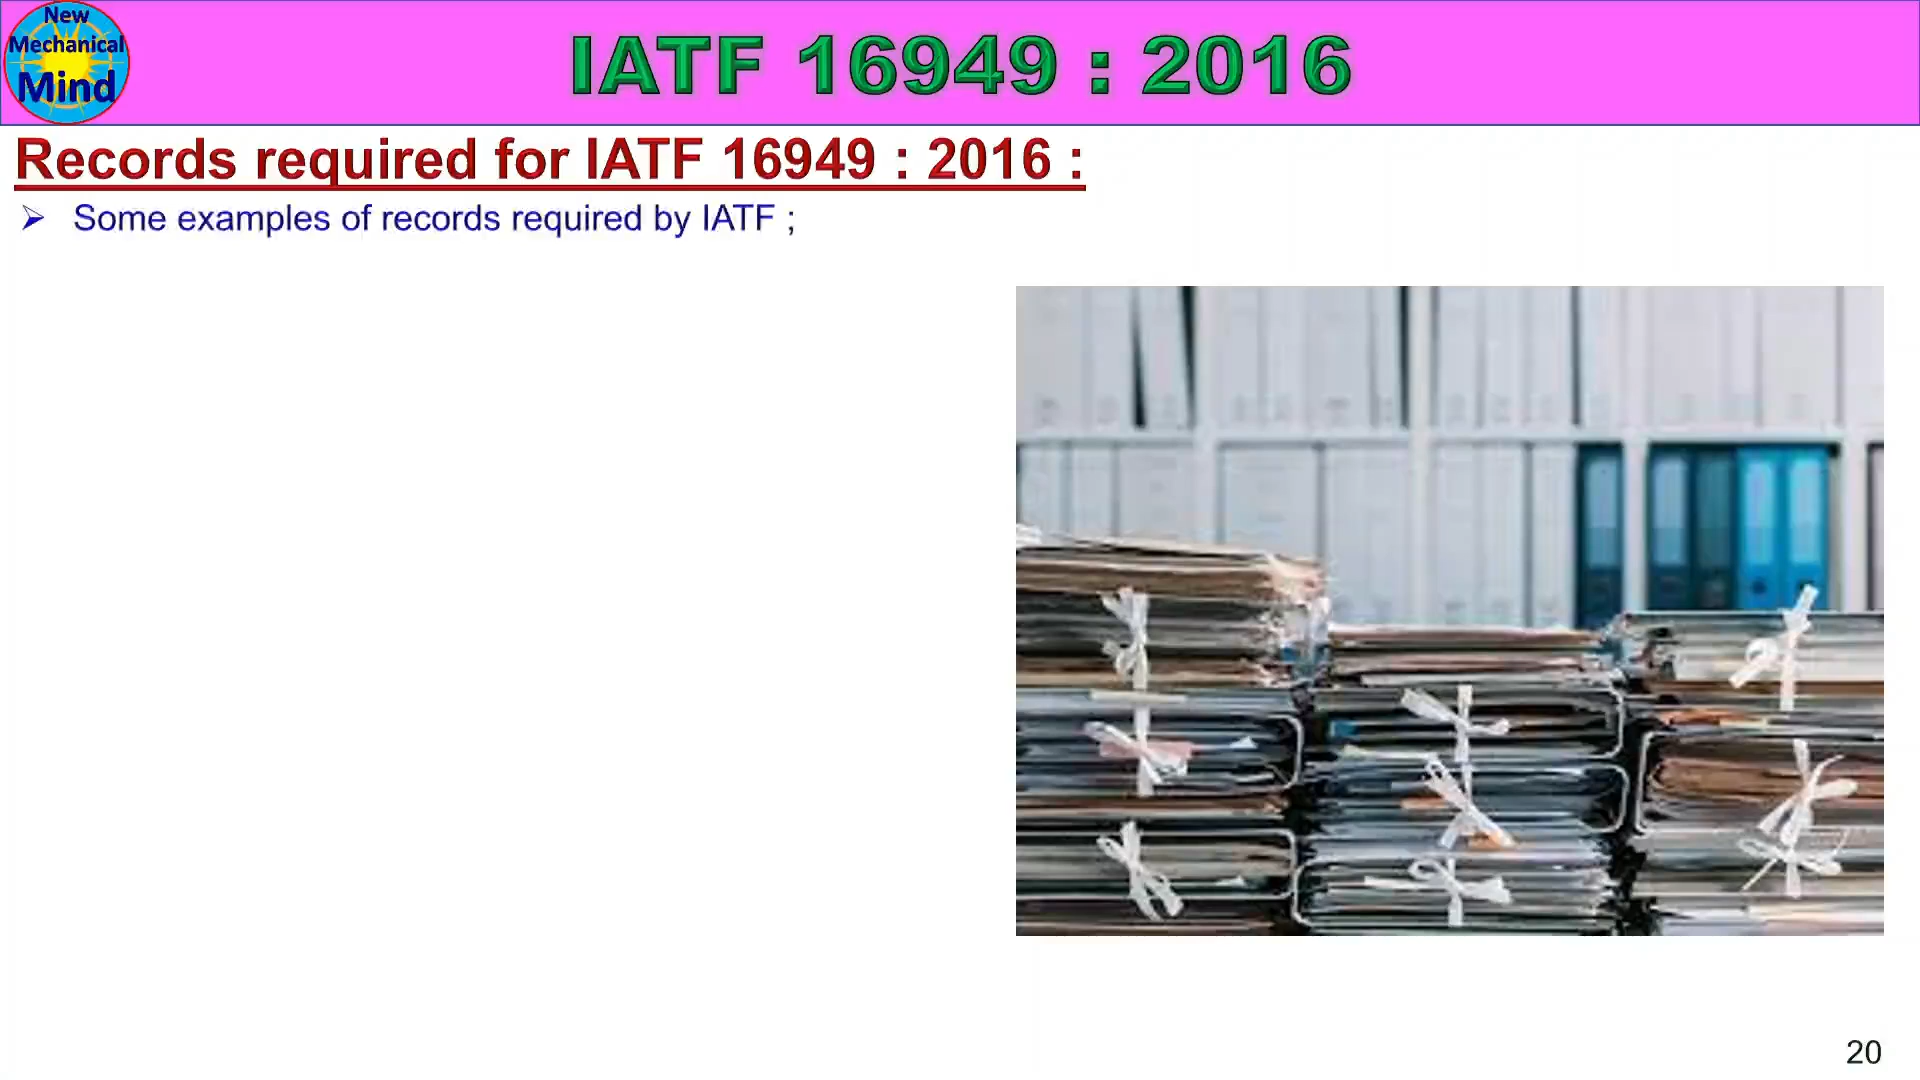 New
Mechanical
Mind
IATF 16949 : 2016
Records required for IATF 16949 : 2016 :
➢ Some examples of records required by IATF ;
20